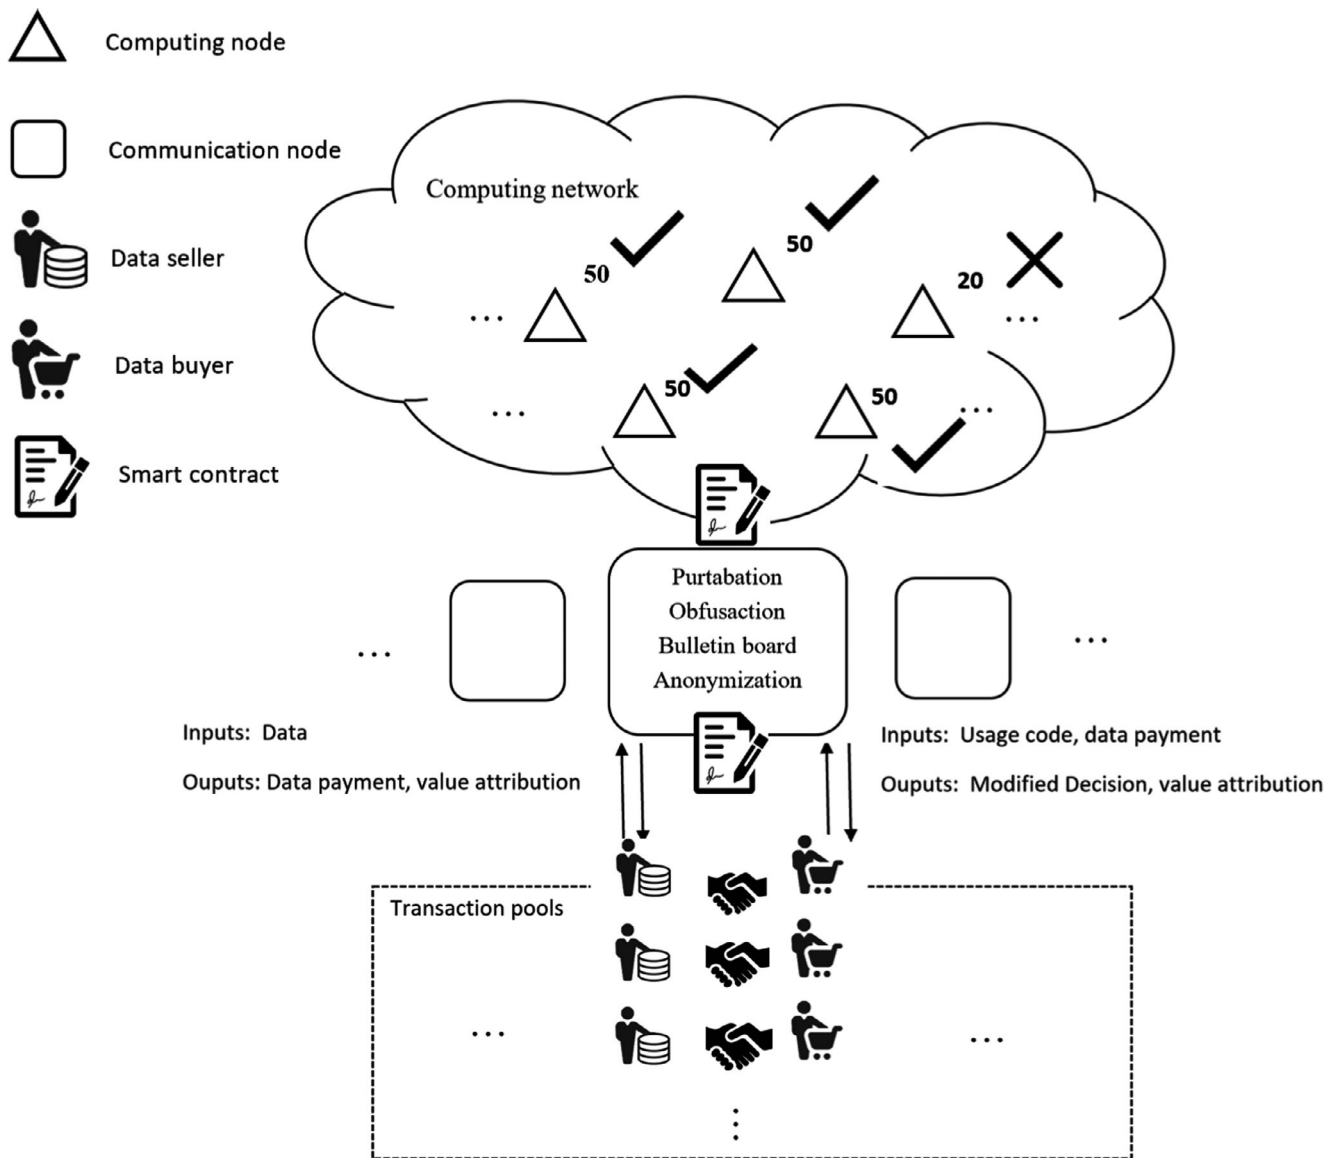 Computing node
Communication node
Data seller
Data buyer
Smart contract
Computing network
50
50
20
50
50
...
...
...
...
Purtabation
Obfusaction
Bulletin board
Anonymization
...
...
Inputs: Data
Ouputs: Data payment, value attribution
Inputs: Usage code, data payment
Ouputs: Modified Decision, value attribution
Transaction pools
...
...
...